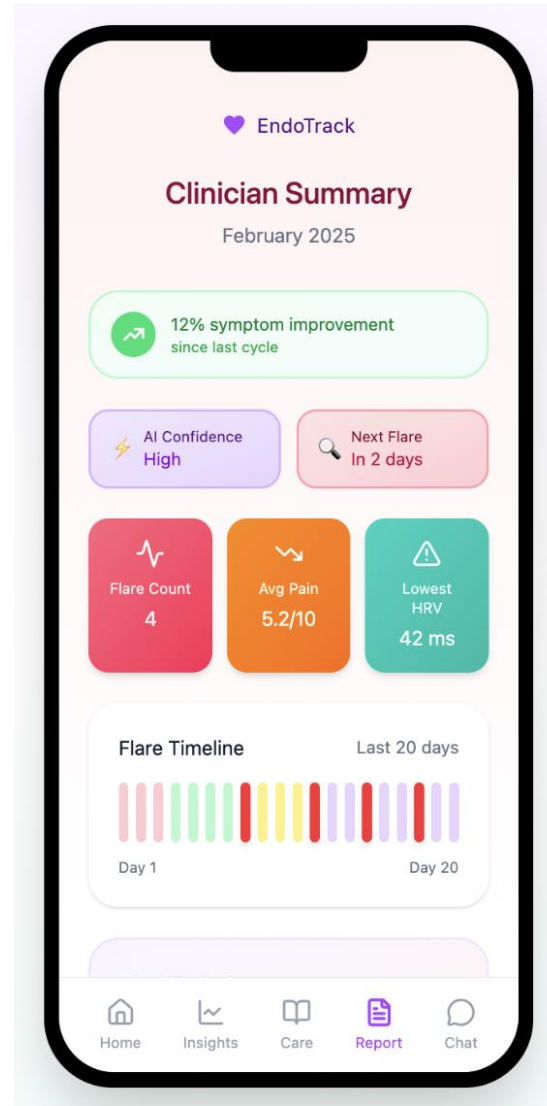 EndoTrack
Clinician Summary
February 2025
12% symptom improvement
since last cycle
AI Confidence
High
Next Flare
In 2 days
Flare Count
4
Avg Pain
5.2/10
Lowest
HRV
42 ms
Flare Timeline
Last 20 days
Day 1
Day 20
Home
Insights
Care
Report
Chat